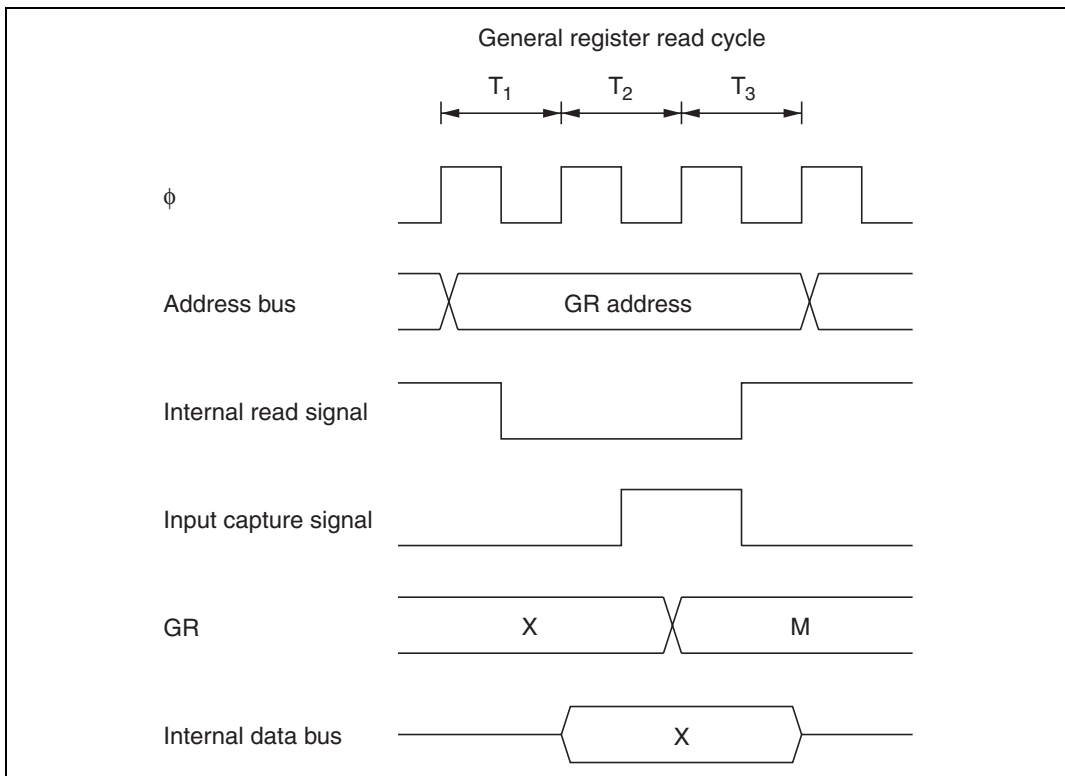 General register read cycle
T₁ T₂ T₃
ϕ
Address bus GR address
Internal read signal
Input capture signal
GR X M
Internal data bus X